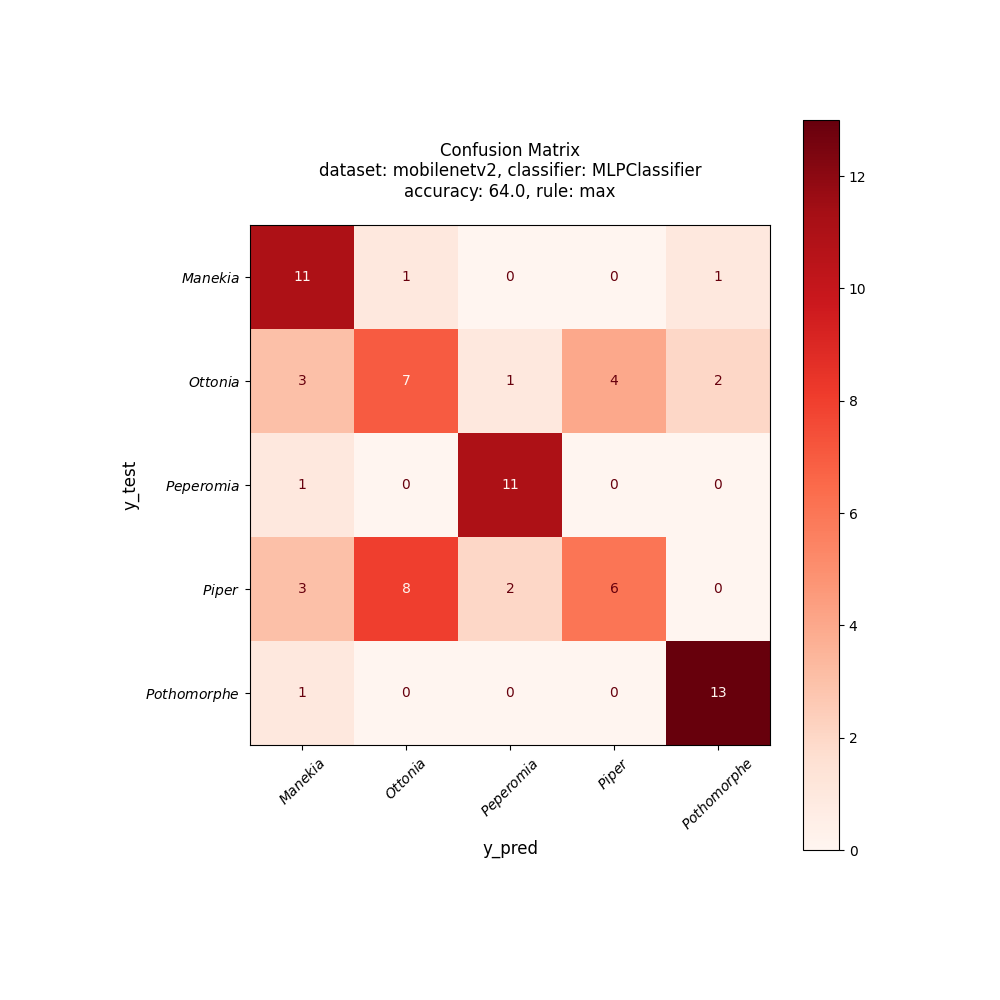 Confusion Matrix
dataset: mobilenetv2, classifier: MLPClassifier
accuracy: 64.0, rule: max
y_test
Manekia 11 1 0 0 1
Ottonia 3 7 1 4 2
Peperomia 1 0 11 0 0
Piper 3 8 2 6 0
Pothomorphe 1 0 0 0 13
Manekia Ottonia Peperomia Piper Pothomorphe
y_pred
12
10
8
6
4
2
0